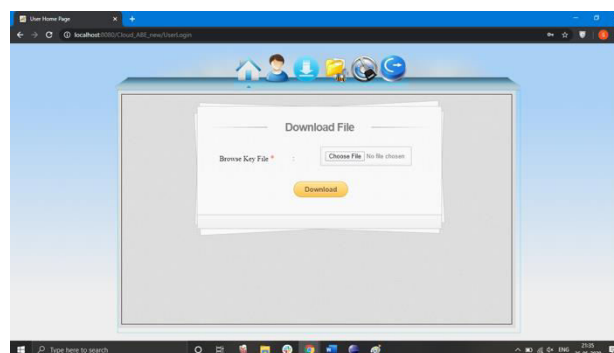 User Home Page
localhost:8080/Cloud_ABE_new/UserLogin
Download File
Browse Key File * : Choose File No file chosen
Download
Type here to search
ENG
21:35